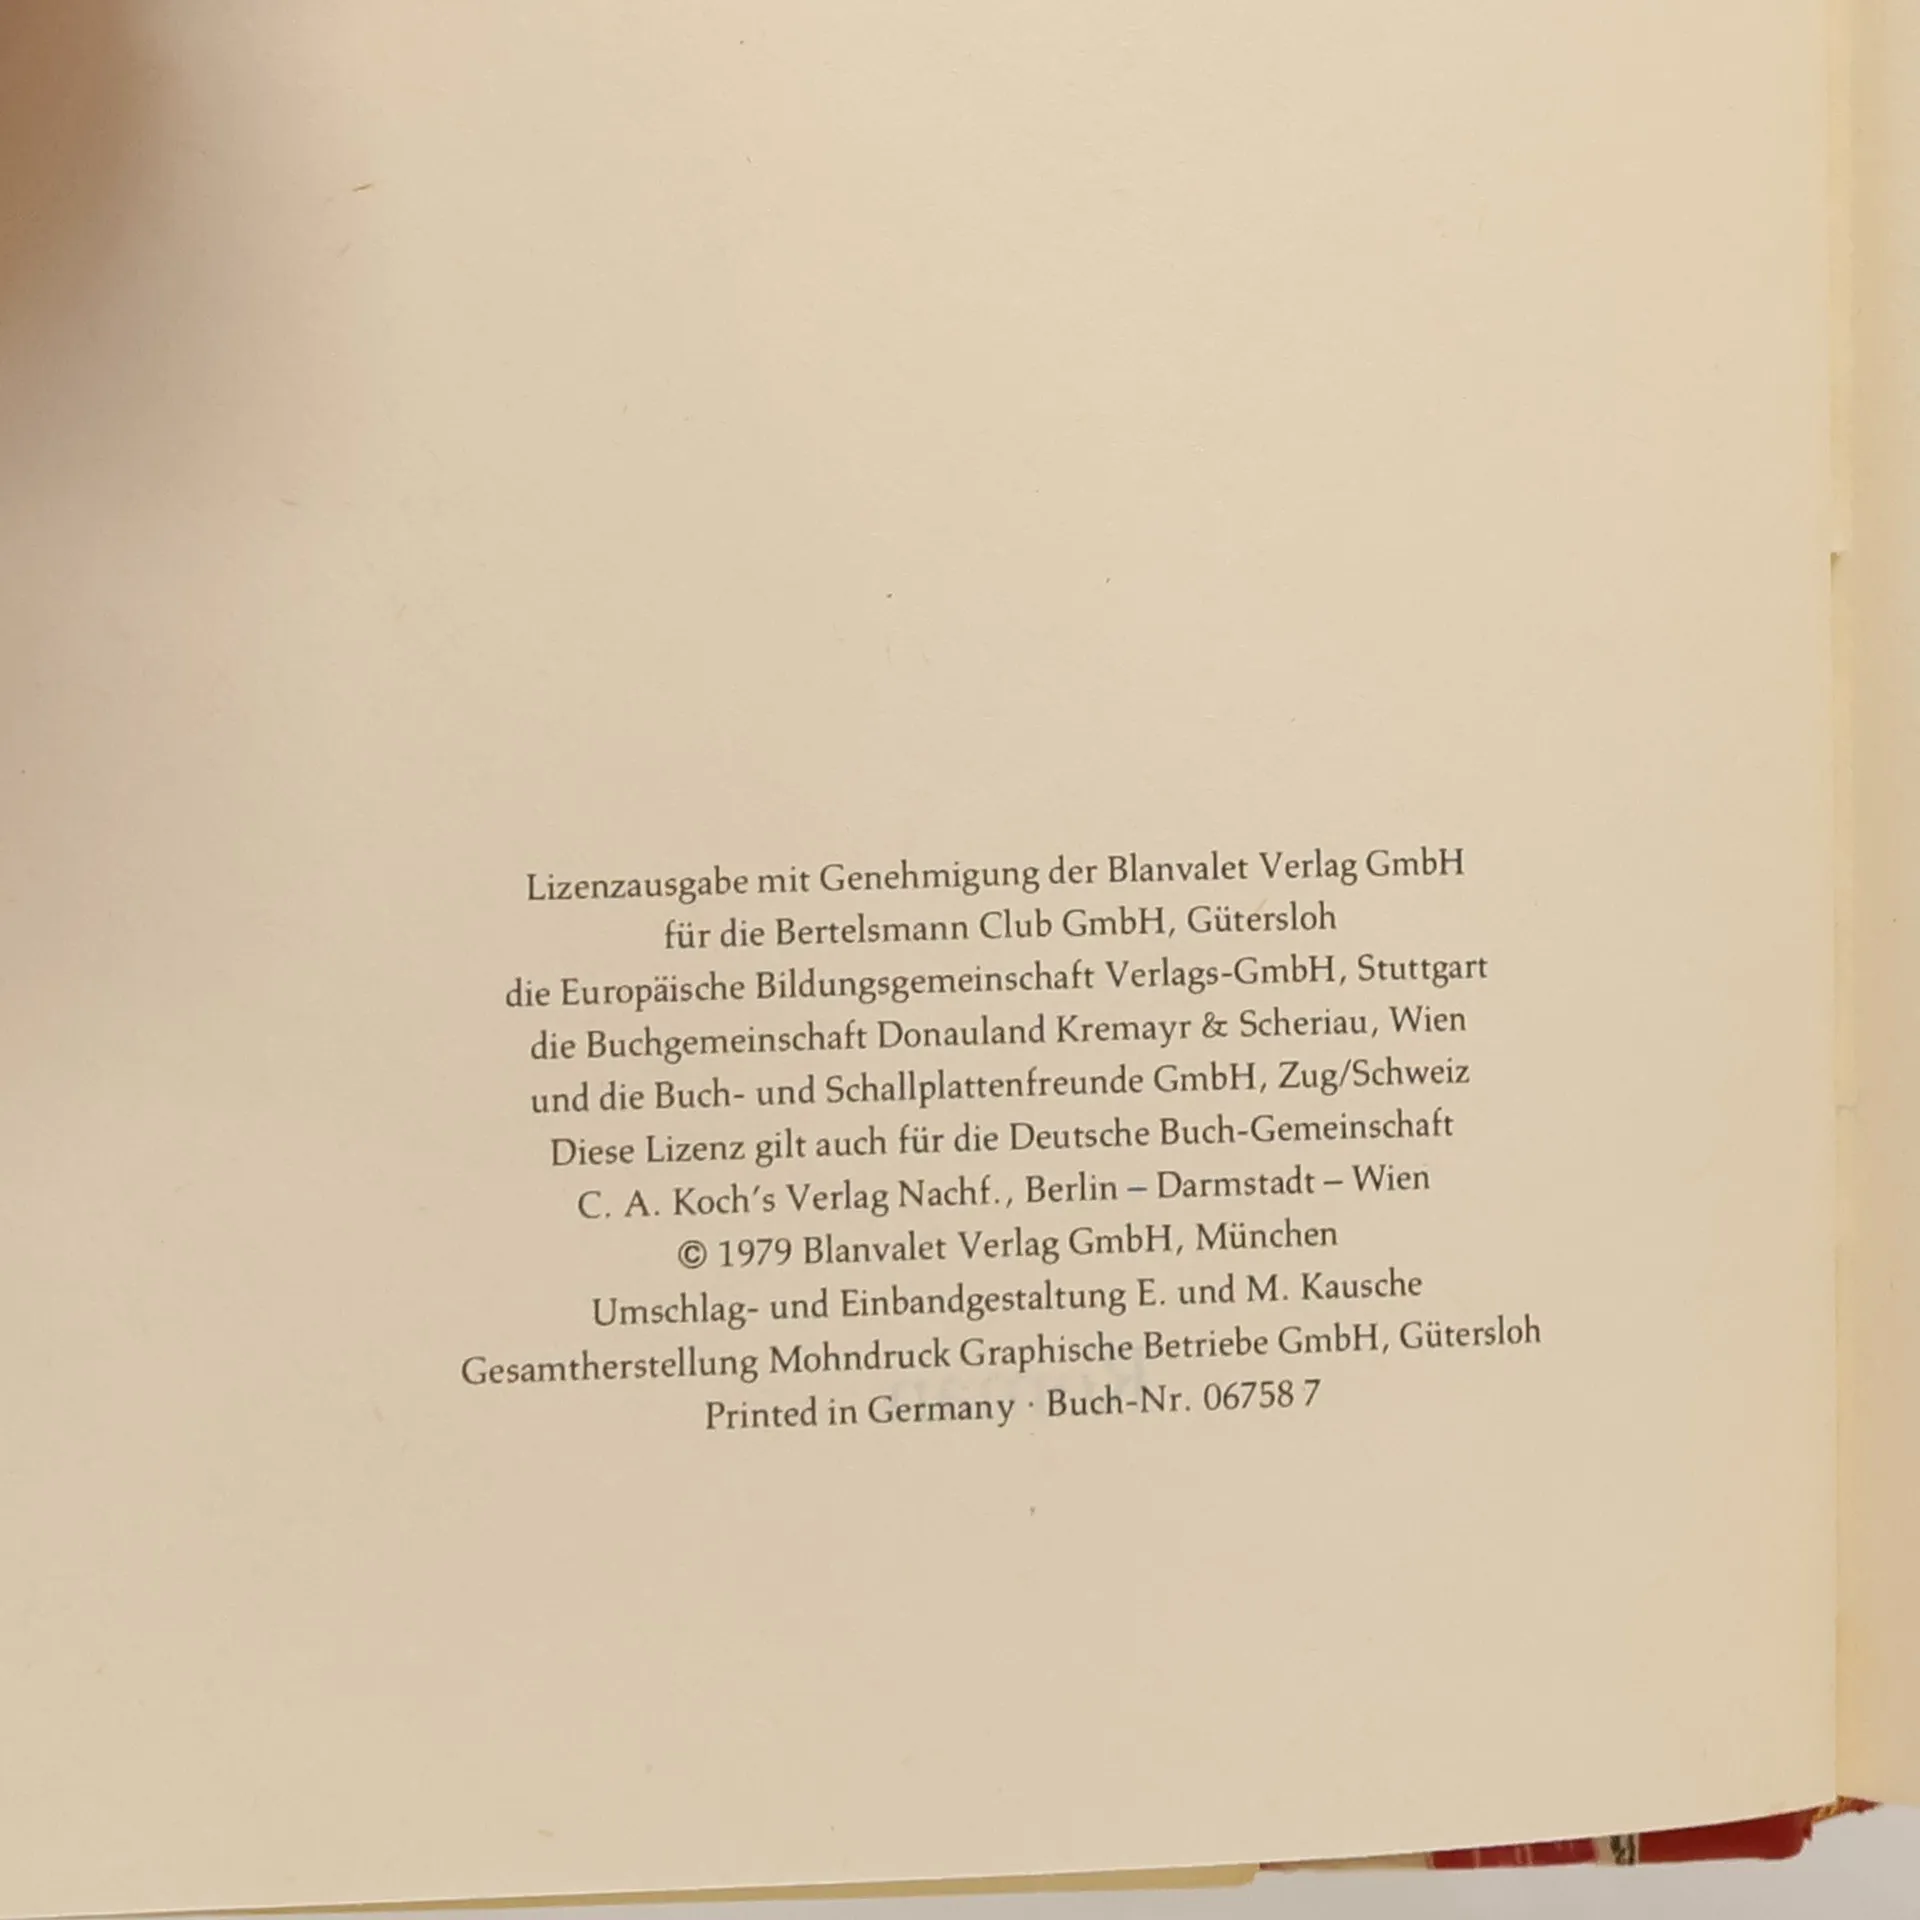 Lizenzausgabe mit Genehmigung der Blanvalet Verlag GmbH
für die Bertelsmann Club GmbH, Gütersloh
die Europäische Bildungsgemeinschaft Verlags-GmbH, Stuttgart
die Buchgemeinschaft Donauland Kremayr & Scheriau, Wien
und die Buch- und Schallplattenfreunde GmbH, Zug/Schweiz
Diese Lizenz gilt auch für die Deutsche Buch-Gemeinschaft
C. A. Koch's Verlag Nachf., Berlin – Darmstadt – Wien
© 1979 Blanvalet Verlag GmbH, München
Umschlag- und Einbandgestaltung E. und M. Kausche
Gesamtherstellung Mohndruck Graphische Betriebe GmbH, Gütersloh
Printed in Germany · Buch-Nr. 06758 7